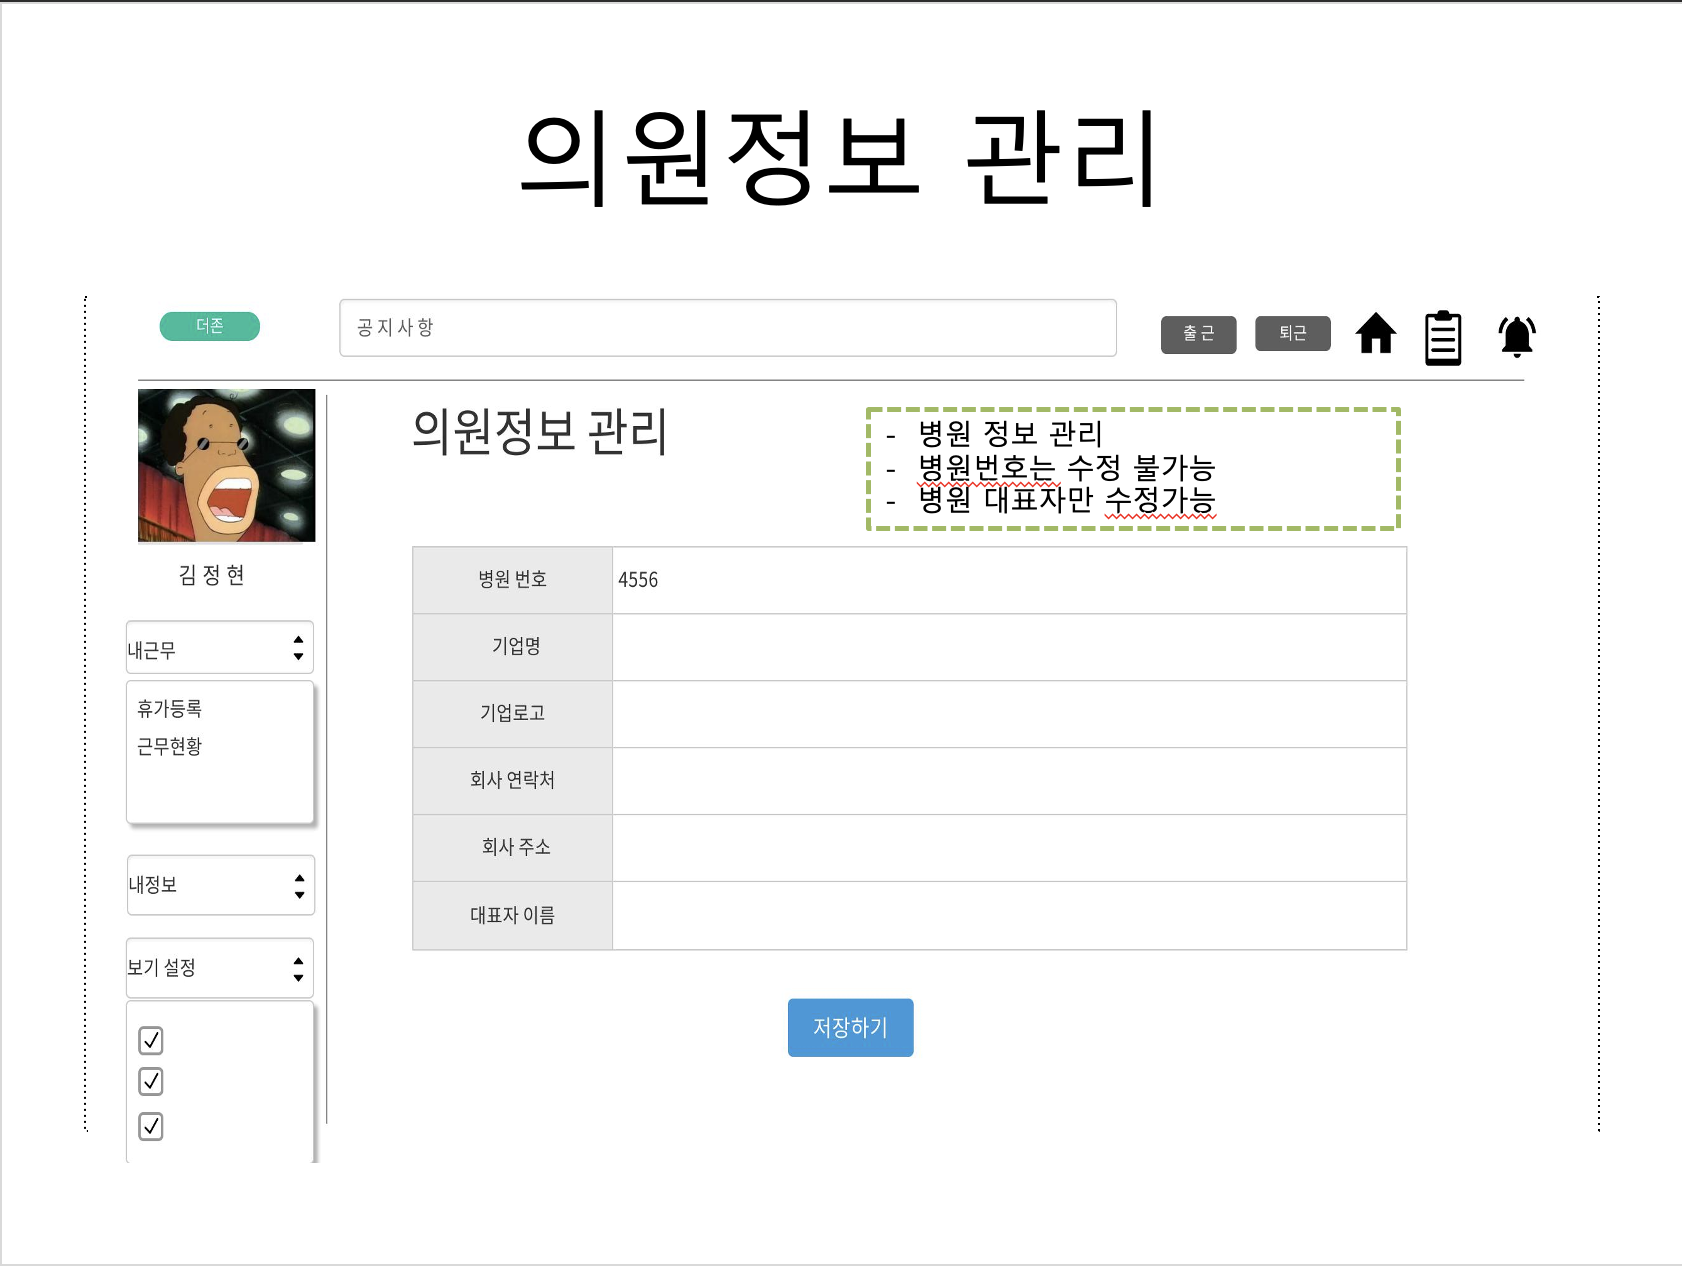 의원정보 관리
더존
공 지 사 항
출 근
퇴근
의원정보 관리
- 병원 정보 관리
- 병원번호는 수정 불가능
- 병원 대표자만 수정가능
김 정 현
내근무
휴가등록
근무현황
내정보
보기 설정
병원 번호 4556
기업명
기업로고
회사 연락처
회사 주소
대표자 이름
저장하기